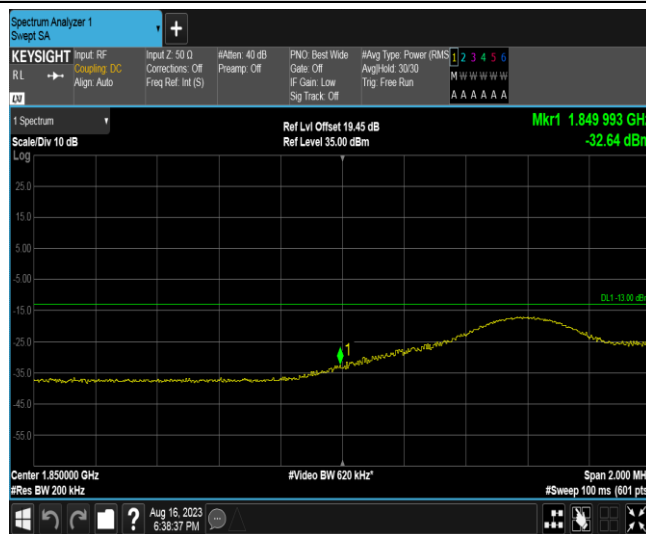 Spectrum Analyzer 1
Swept SA
KEYSIGHT
RL
LXI
Input: RF
Coupling: DC
Align: Auto
Input Z: 50 Ω
Corrections: Off
Freq Ref: Int (S)
#Atten: 40 dB
Preamp: Off
PNO: Best Wide
Gate: Off
IF Gain: Low
Sig Track: Off
#Avg Type: Power (RMS
Avg|Hold: 30/30
Trig: Free Run
1 2 3 4 5 6
M W W W W W
A A A A A A
1 Spectrum
Scale/Div 10 dB
Ref Lvl Offset 19.45 dB
Ref Level 35.00 dBm
Mkr1 1.849 993 GHz
-32.64 dBm
Log
25.0
15.0
5.00
-5.00
-15.0
-25.0
-35.0
-45.0
-55.0
DL1 -13.00 dBm
1
Center 1.850000 GHz
#Video BW 620 kHz*
Span 2.000 MH
#Res BW 200 kHz
#Sweep 100 ms (601 pts
?
Aug 16, 2023
6:38:37 PM